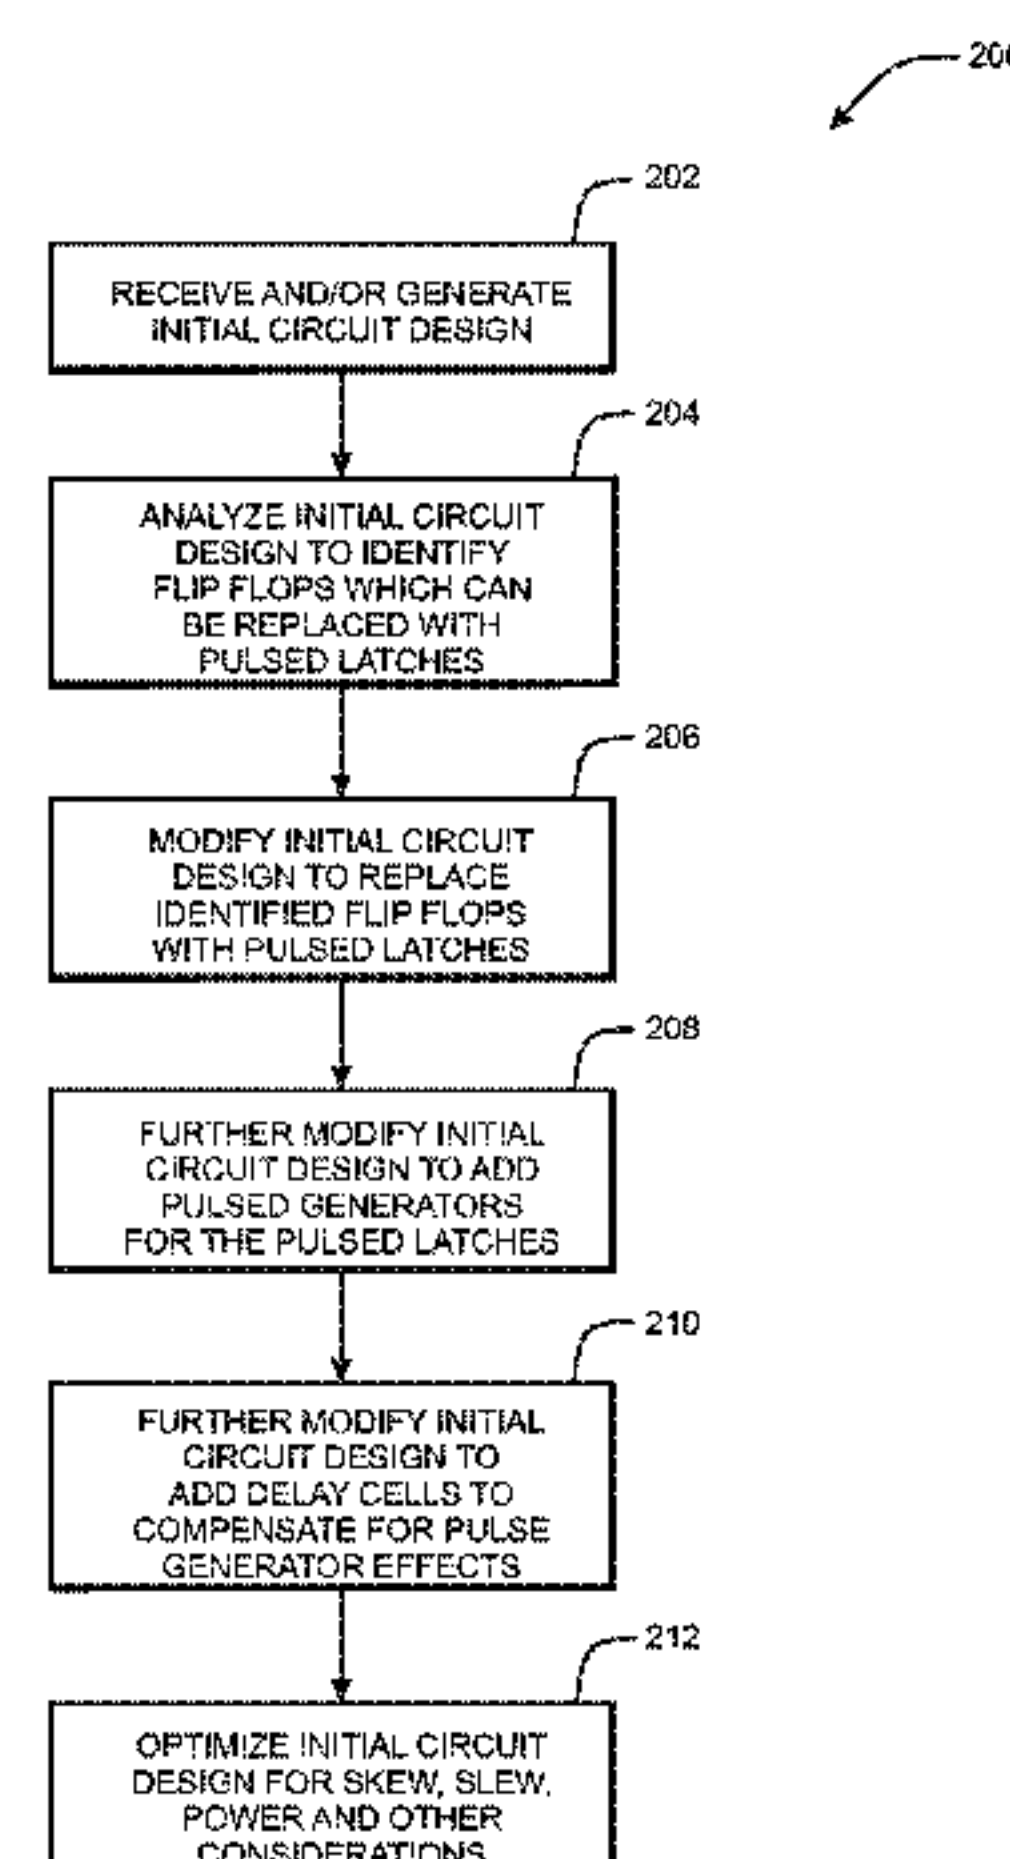 202
RECEIVE AND/OR GENERATE
INITIAL CIRCUIT DESIGN
204
ANALYZE INITIAL CIRCUIT
DESIGN TO IDENTIFY
FLIP FLOPS WHICH CAN
BE REPLACED WITH
PULSED LATCHES
206
MODIFY INITIAL CIRCUIT
DESIGN TO REPLACE
IDENTIFIED FLIP FLOPS
WITH PULSED LATCHES
208
FURTHER MODIFY INITIAL
CIRCUIT DESIGN TO ADD
PULSED GENERATORS
FOR THE PULSED LATCHES
210
FURTHER MODIFY INITIAL
CIRCUIT DESIGN TO
ADD DELAY CELLS TO
COMPENSATE FOR PULSE
GENERATOR EFFECTS
212
OPTIMIZE INITIAL CIRCUIT
DESIGN FOR SKEW, SLEW,
POWER AND OTHER
CONSIDERATIONS